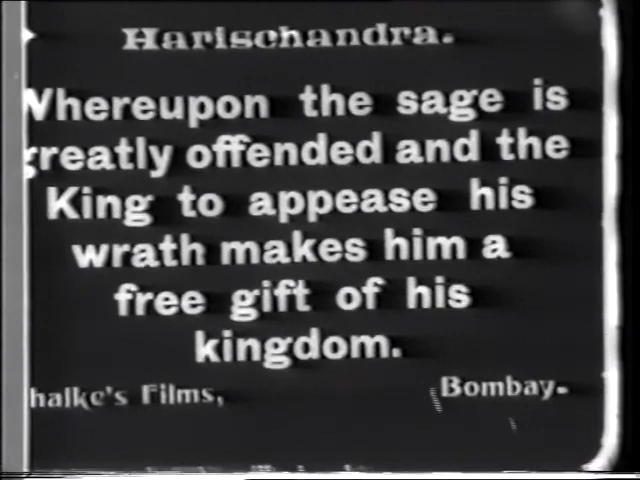 Harischandra.
Whereupon the sage is
greatly offended and the
King to appease his
wrath makes him a
free gift of his
kingdom.
halke's Films, Bombay.